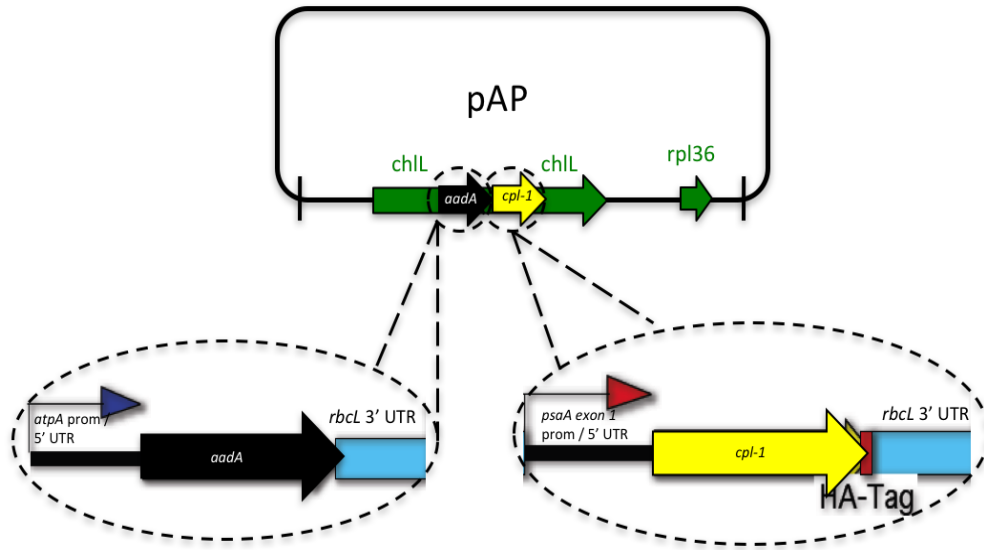 pAP
chlL
chlL
rpl36
aadA
cpl-1
atpA prom /
5' UTR
rbcL 3' UTR
aadA
psaA exon 1
prom / 5' UTR
rbcL 3' UTR
cpl-1
HA-Tag